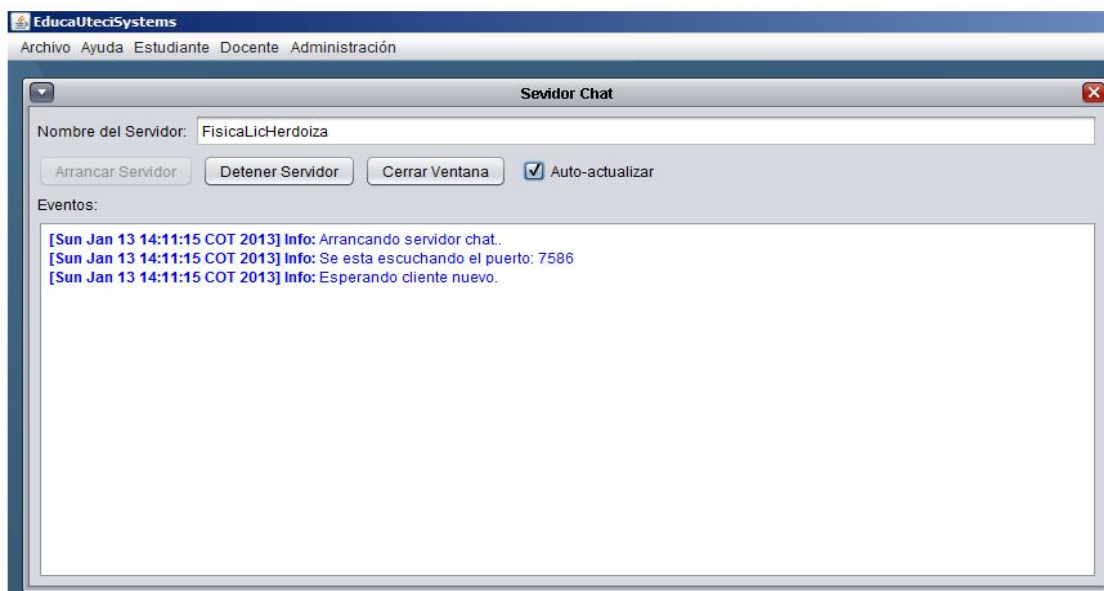 EducaUteciSystems
Archivo Ayuda Estudiante Docente Administración
Sevidor Chat
Nombre del Servidor: FisicaLicHerdoiza
Arrancar Servidor Detener Servidor Cerrar Ventana Auto-actualizar
Eventos:
[Sun Jan 13 14:11:15 COT 2013] Info: Arrancando servidor chat..
[Sun Jan 13 14:11:15 COT 2013] Info: Se esta escuchando el puerto: 7586
[Sun Jan 13 14:11:15 COT 2013] Info: Esperando cliente nuevo.